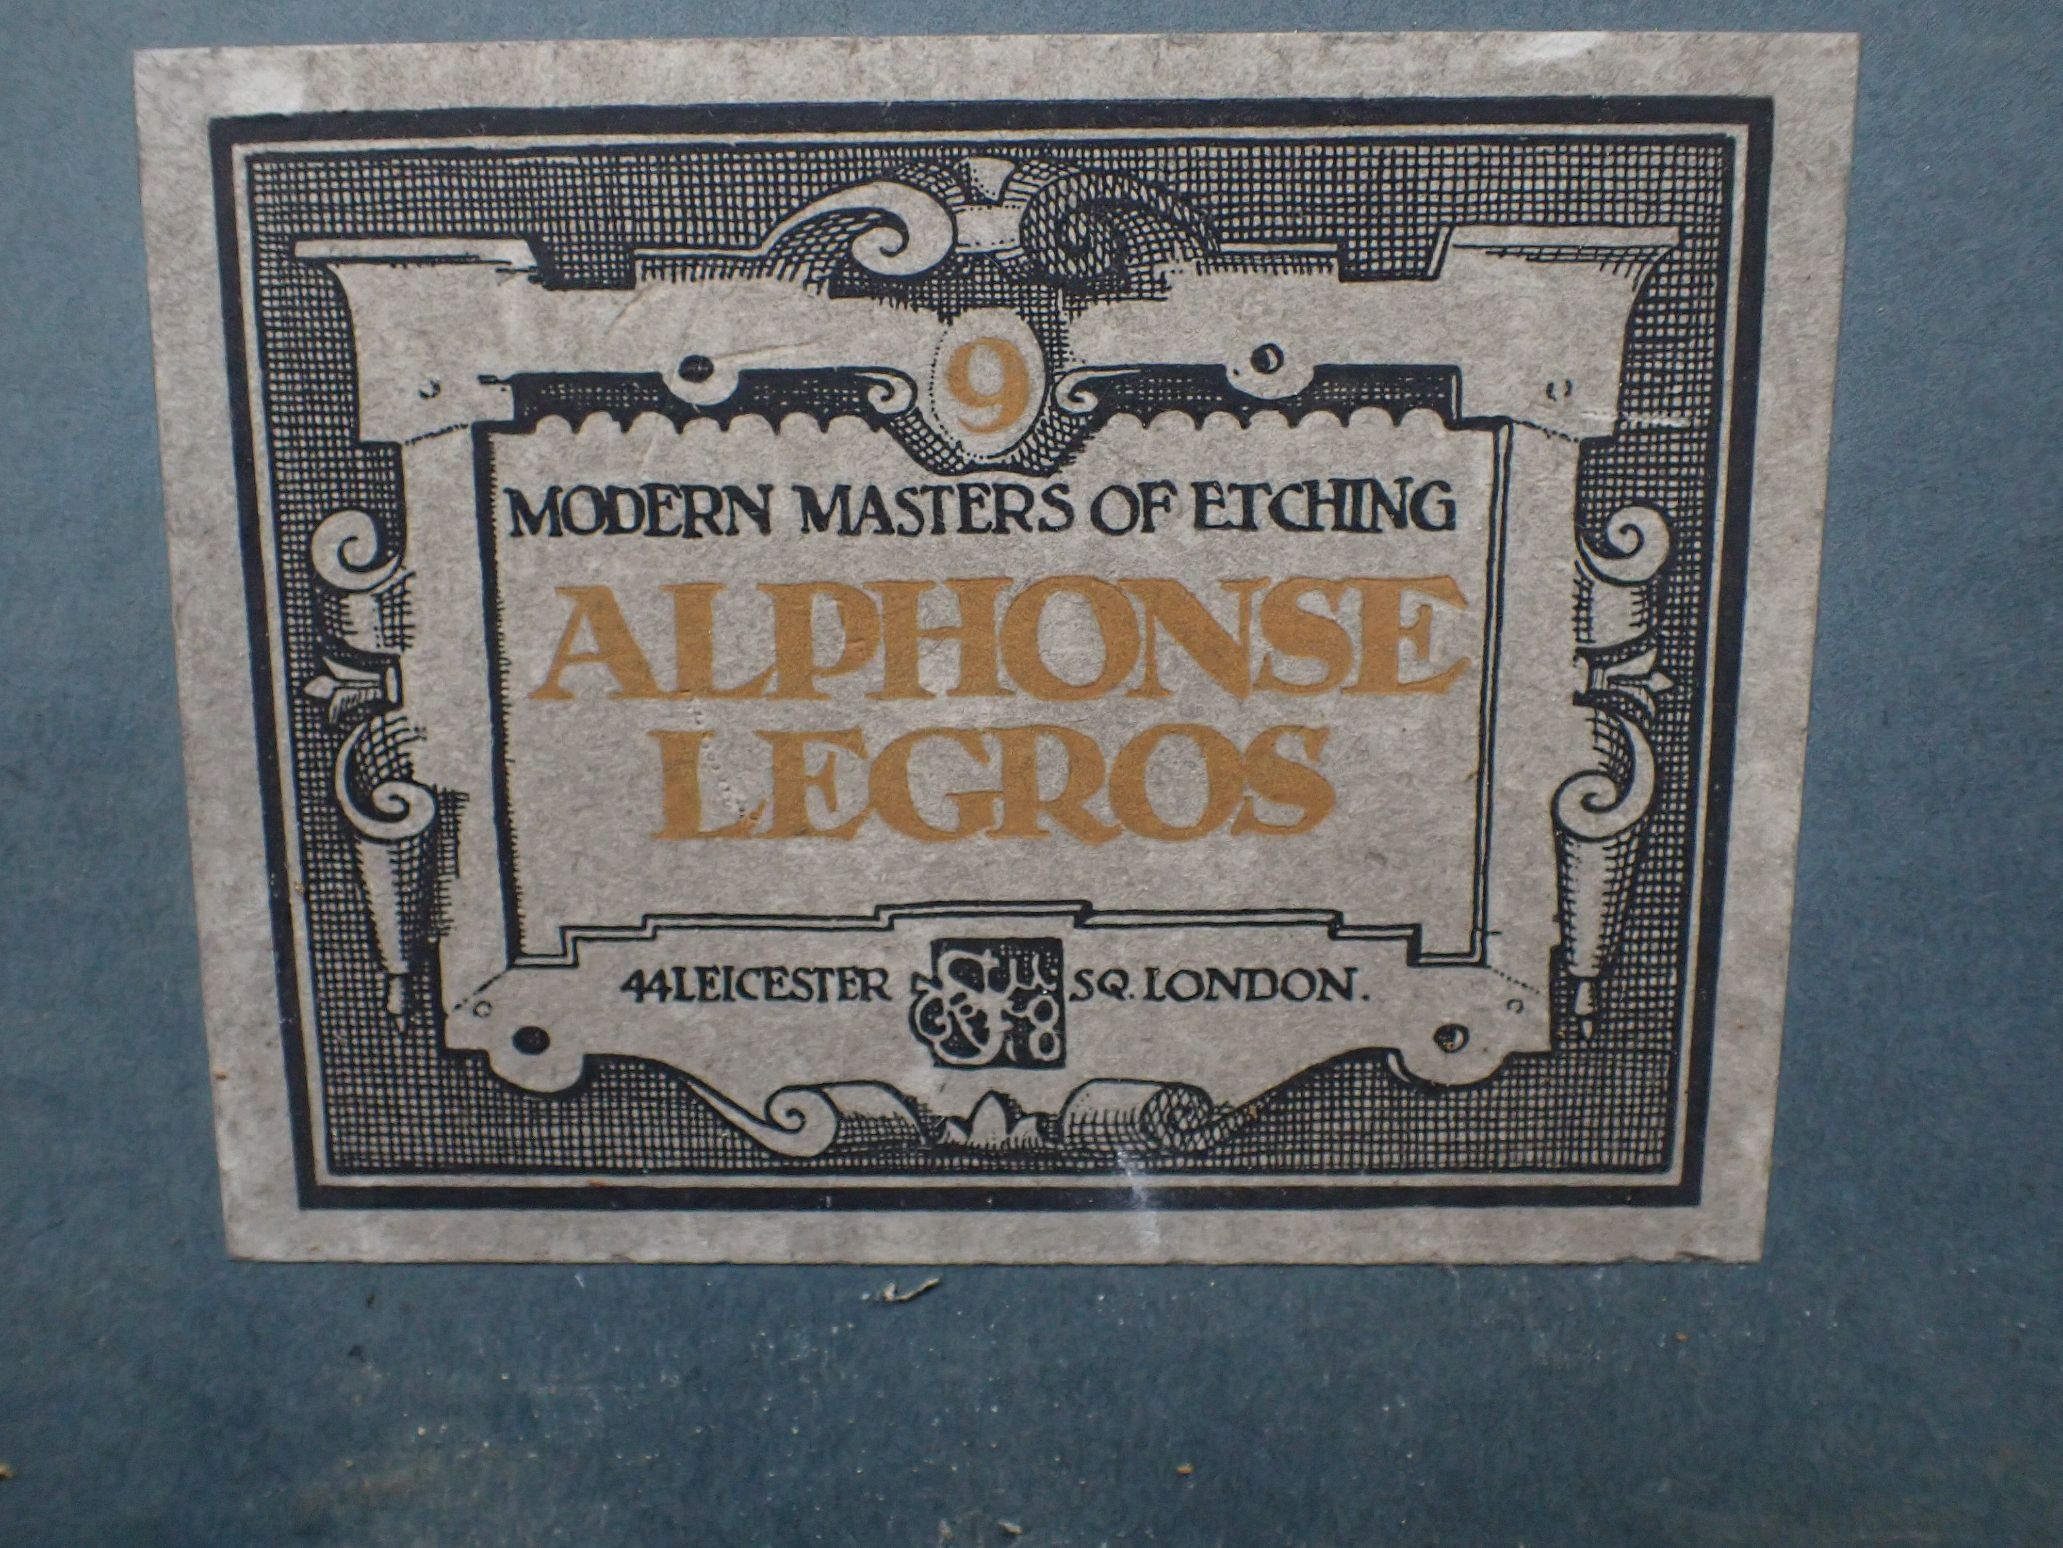 9
MODERN MASTERS OF ETCHING
ALPHONSE
LEGROS
44 LEICESTER SQ. LONDON.